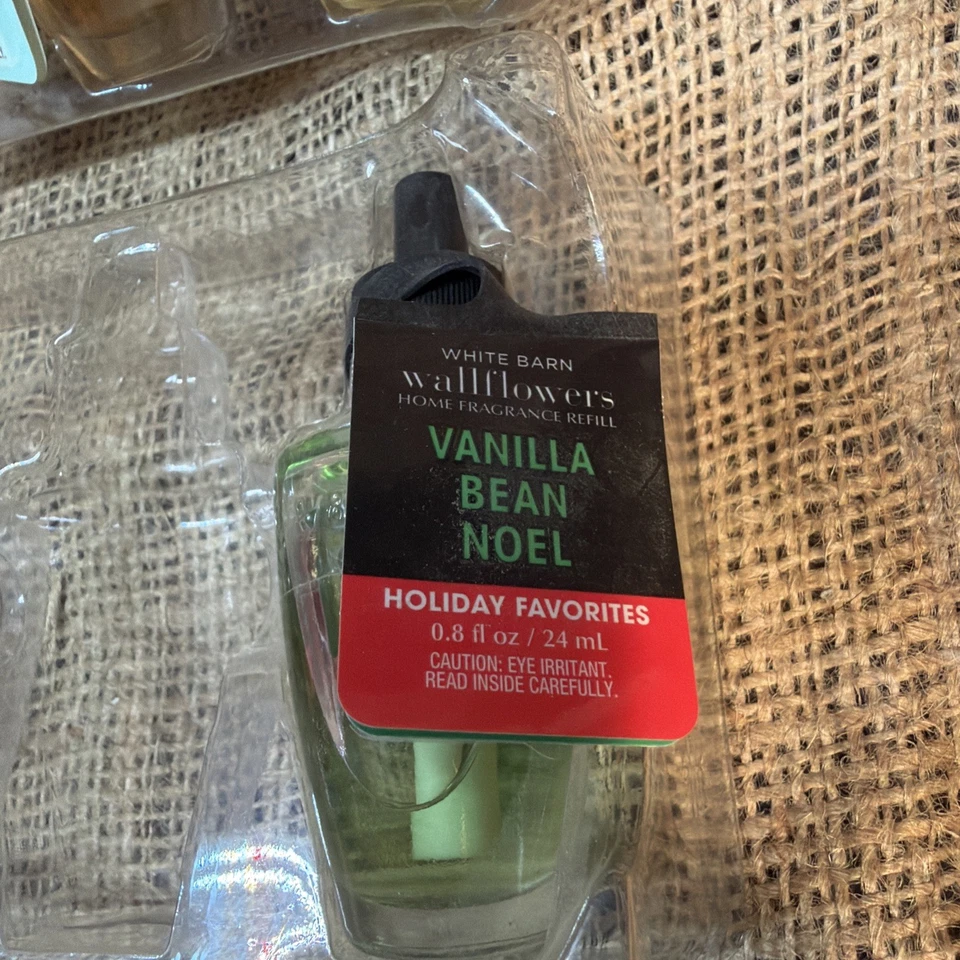 WHITE BARN
wallflowers
HOME FRAGRANCE REFILL
VANILLA
BEAN
NOEL
HOLIDAY FAVORITES
0.8 fl oz / 24 mL
CAUTION: EYE IRRITANT.
READ INSIDE CAREFULLY.